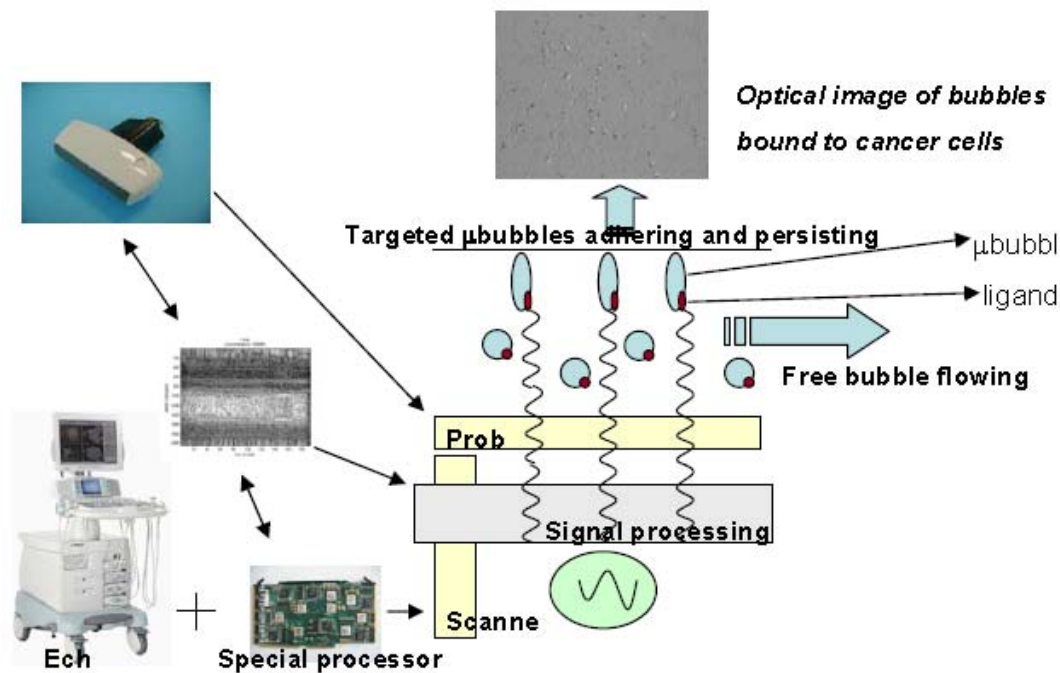 Optical image of bubbles
bound to cancer cells
Targeted μbubbles adhering and persisting
μbubbl
ligand
Free bubble flowing
Prob
Signal processing
Scanne
Ech
Special processor